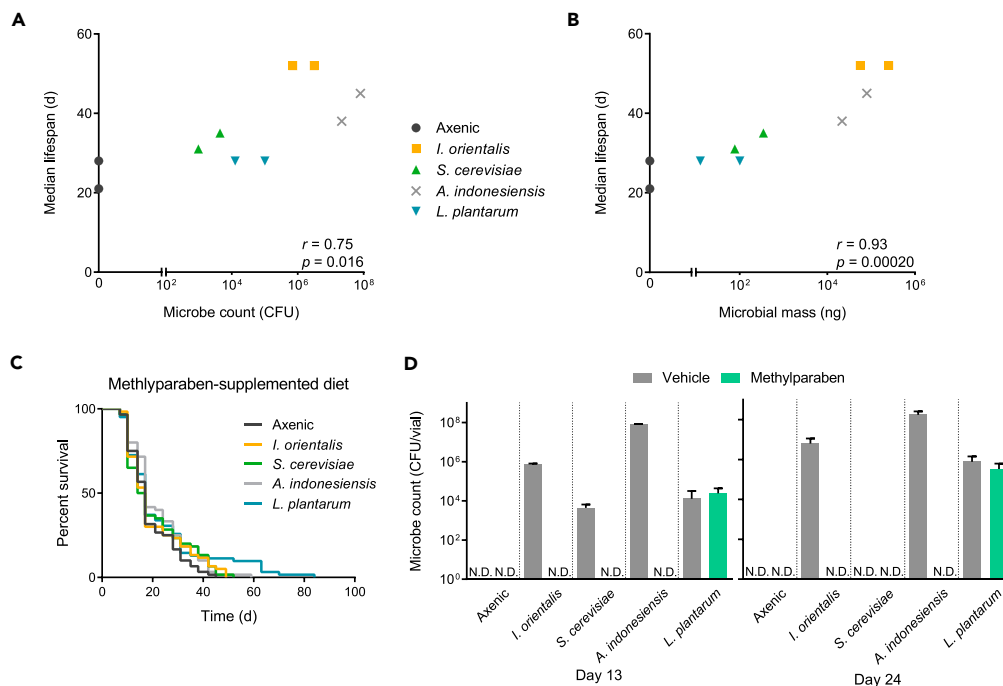 A
Median lifespan (d)
60
40
20
0
0
10²
10⁴
10⁶
10⁸
r = 0.75
p = 0.016
Microbe count (CFU)
Axenic
I. orientalis
S. cerevisiae
A. indonesiensis
L. plantarum
B
Median lifespan (d)
60
40
20
0
0
10²
10⁴
10⁶
r = 0.93
p = 0.00020
Microbial mass (ng)
C
Methlyparaben-supplemented diet
Percent survival
100
50
0
0
20
40
60
80
100
Time (d)
Axenic
I. orientalis
S. cerevisiae
A. indonesiensis
L. plantarum
D
Vehicle
Methylparaben
Microbe count (CFU/vial)
10⁸
10⁶
10⁴
10²
10⁰
N.D. N.D. N.D. N.D. N.D.
N.D. N.D. N.D. N.D. N.D. N.D.
Axenic
I. orientalis
S. cerevisiae
A. indonesiensis
L. plantarum
Day 13
Axenic
I. orientalis
S. cerevisiae
A. indonesiensis
L. plantarum
Day 24